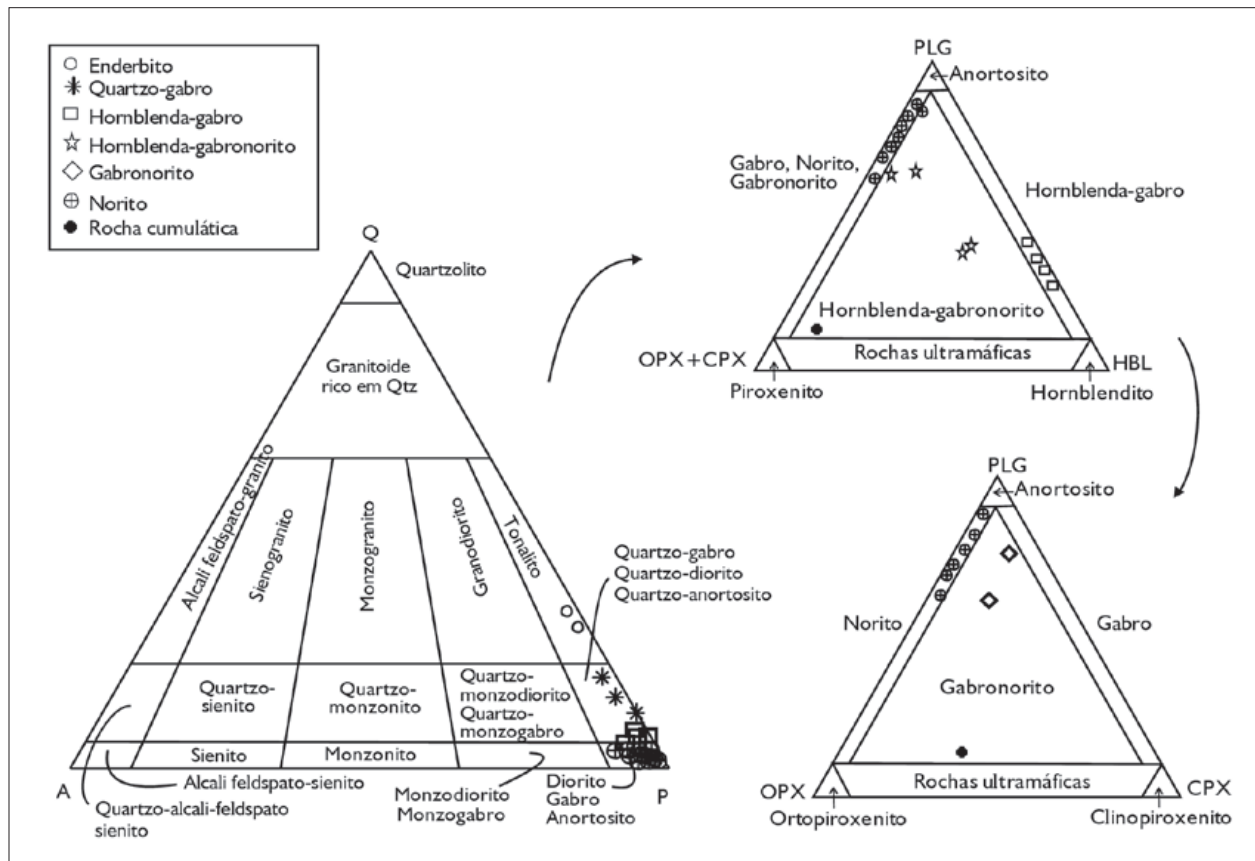 Enderbito
Quartzo-gabro
Hornblenda-gabro
Hornblenda-gabronorito
Gabronorito
Norito
Rocha cumulática
Q
Quartzolito
Granitoide
rico em Qtz
Alcali feldspato-granito
Sienogranito
Monzogranito
Granodiorito
Tonalito
Quartzo-gabro
Quartzo-diorito
Quartzo-anortosito
Quartzo-
sienito
Quartzo-
monzonito
Quartzo-
monzodiorito
Quartzo-
monzogabro
Sienito
Monzonito
A
Alcali feldspato-sienito
Quartzo-alcali-feldspato
sienito
Monzodiorito
Monzogabro
Diorito
Gabro
Anortosito
P
PLG
Anortosito
Gabro, Norito,
Gabronorito
Hornblenda-gabro
Hornblenda-gabronorito
OPX+CPX
Rochas ultramáficas
HBL
Piroxenito
Hornblendito
PLG
Anortosito
Norito
Gabro
Gabronorito
OPX
Rochas ultramáficas
CPX
Ortopiroxenito
Clinopiroxenito